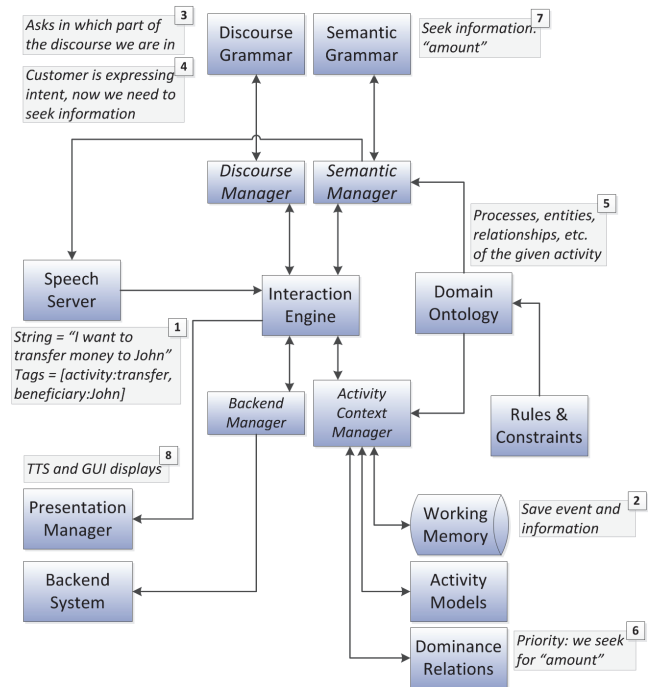 3
Asks in which part of
the discourse we are in
4
Customer is expressing
intent, now we need to
seek information
Discourse
Grammar
Semantic
Grammar
7
Seek information:
“amount”
Discourse
Manager
Semantic
Manager
5
Processes, entities,
relationships, etc.
of the given activity
Speech
Server
Interaction
Engine
Domain
Ontology
1
String = “I want to
transfer money to John”
Tags = [activity:transfer,
beneficiary:John]
Backend
Manager
Activity
Context
Manager
Rules &
Constraints
8
TTS and GUI displays
Presentation
Manager
Working
Memory
2
Save event and
information
Backend
System
Activity
Models
Dominance
Relations
6
Priority: we seek
for “amount”